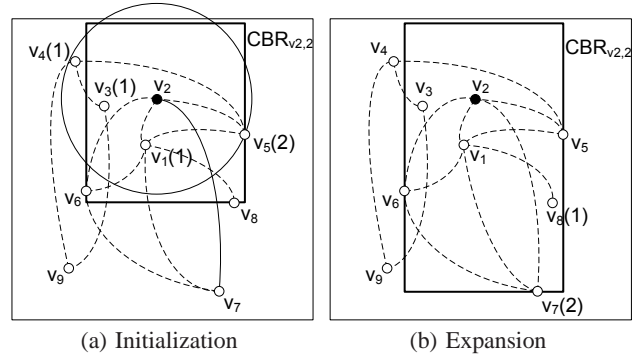 CBRv2,2
v4(1)
v3(1)
v2
v5(2)
v1(1)
v6
v8
v9
v7
(a) Initialization
CBRv2,2
v4
v3
v2
v5
v1
v6
v8(1)
v9
v7(2)
(b) Expansion